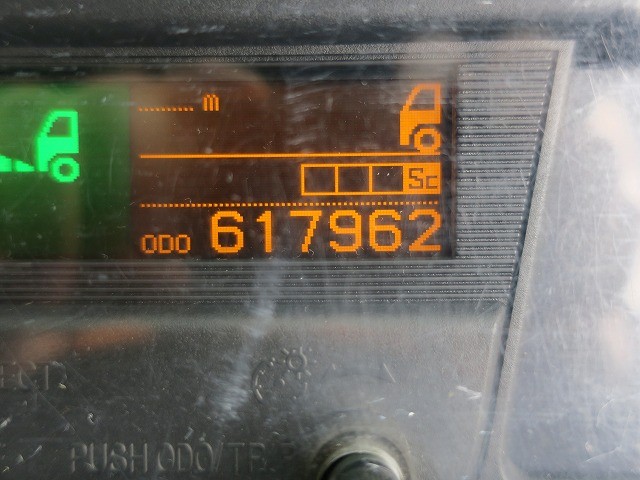 ........ m
Sc
ODO 617962
PUSH ODO/TR